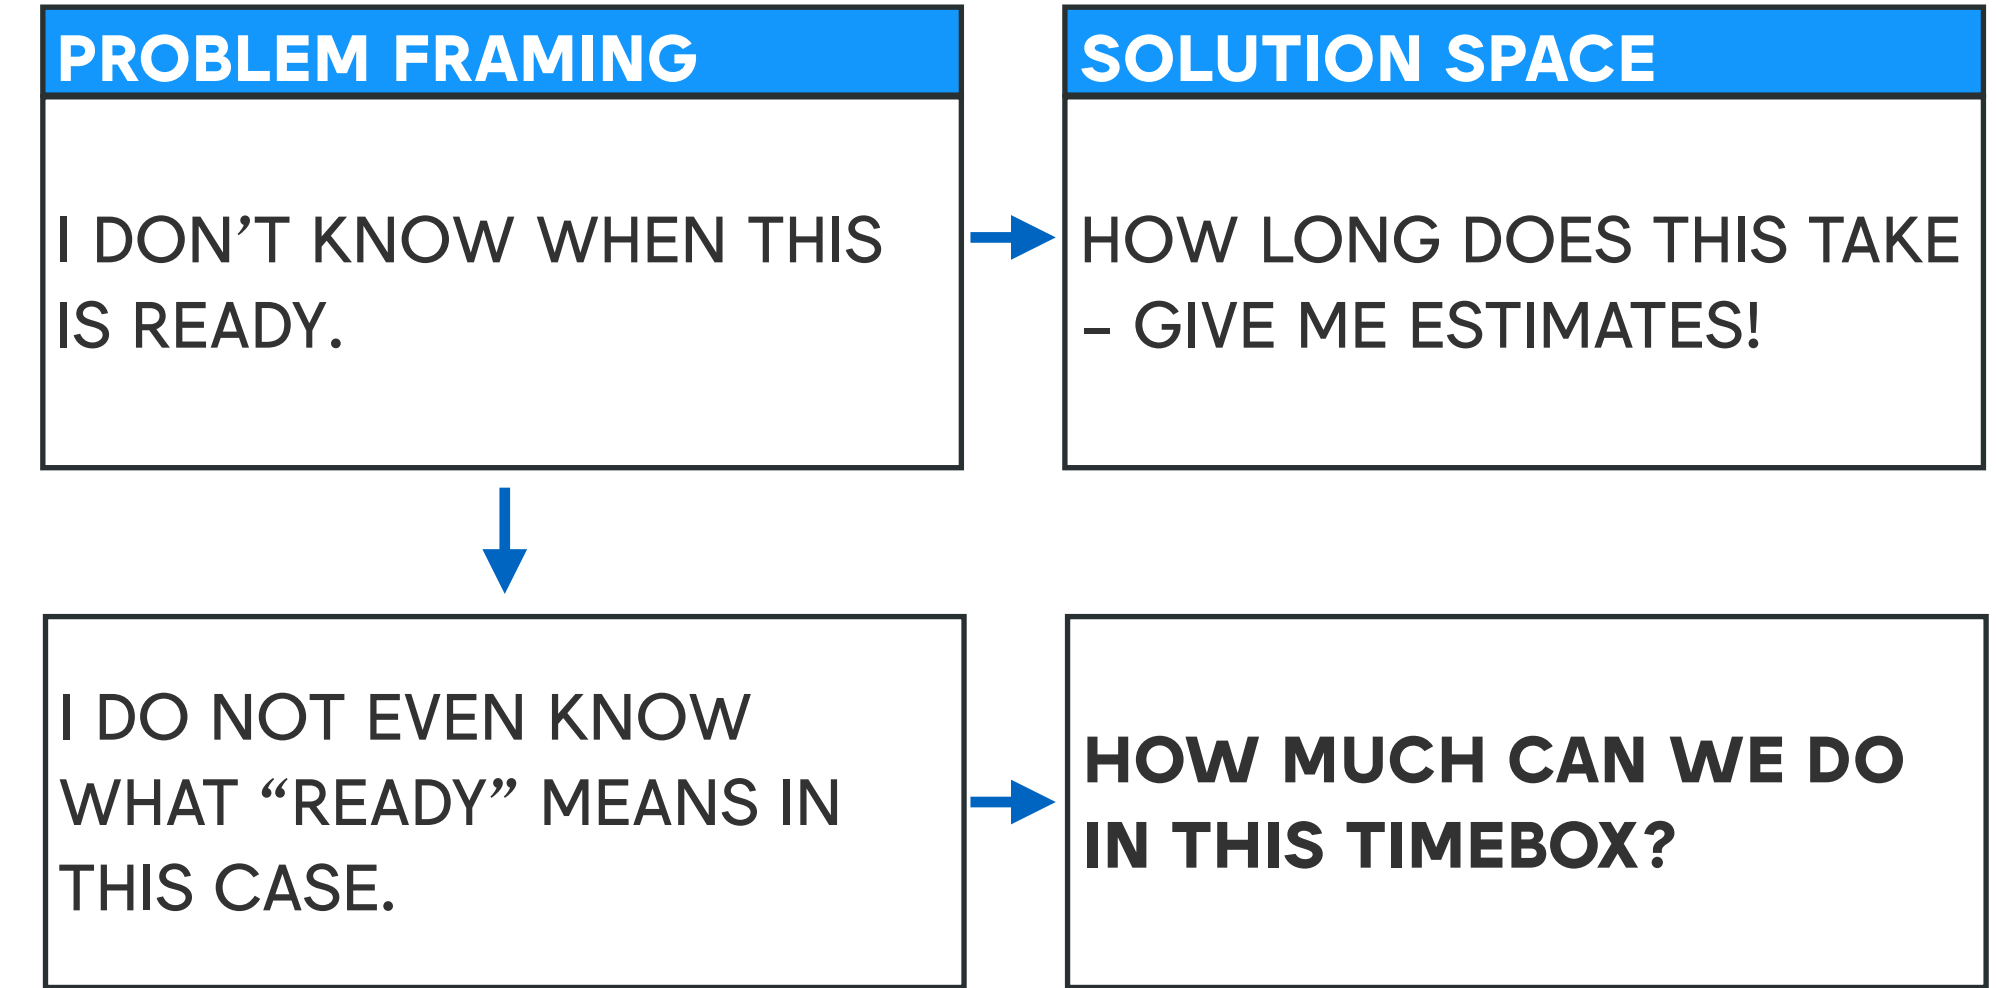 PROBLEM FRAMING
I DON’T KNOW WHEN THIS
IS READY.
SOLUTION SPACE
HOW LONG DOES THIS TAKE
– GIVE ME ESTIMATES!
I DO NOT EVEN KNOW
WHAT “READY” MEANS IN
THIS CASE.
HOW MUCH CAN WE DO
IN THIS TIMEBOX?